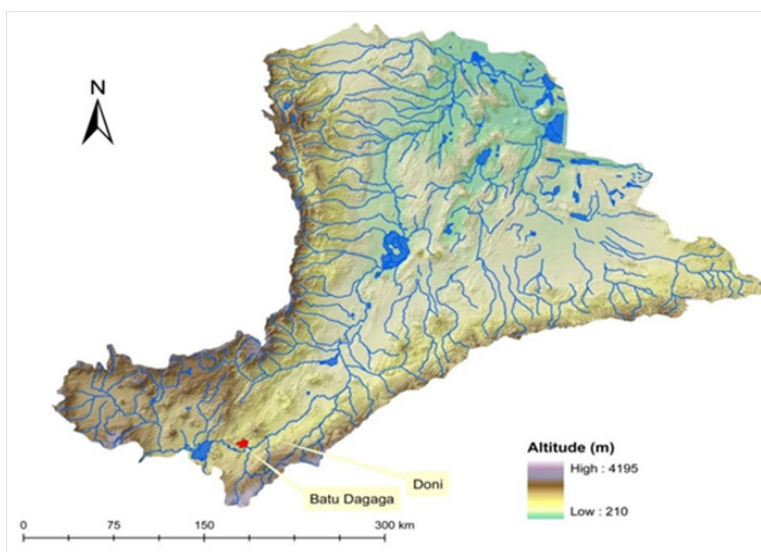 N
Altitude (m)
High : 4195
Low : 210
Doni
Batu Dagaga
0 75 150 300 km